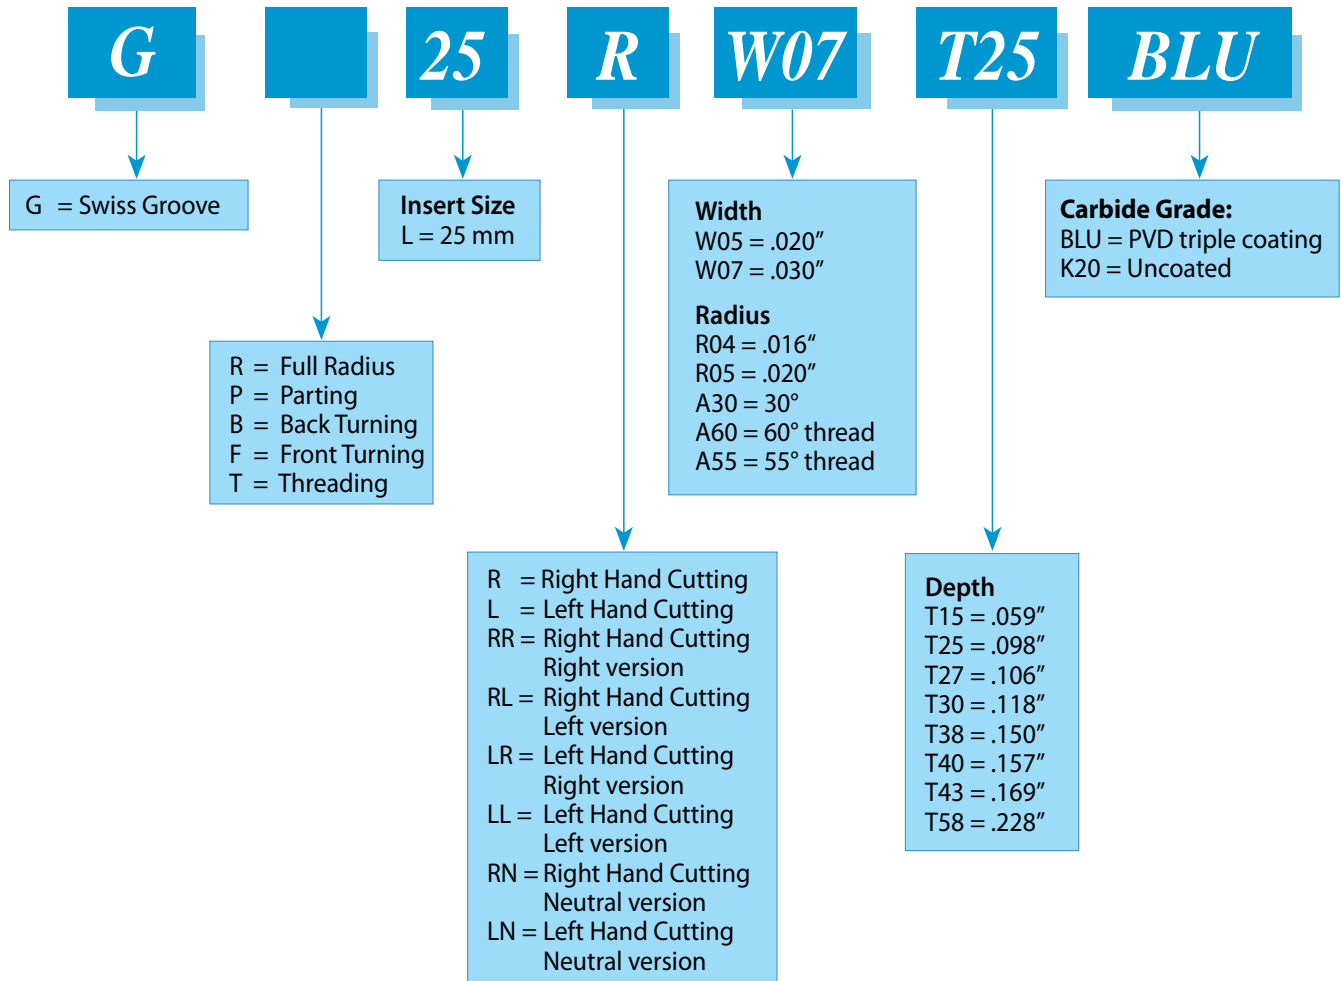 G 25 R W07 T25 BLU
G = Swiss Groove
R = Full Radius
P = Parting
B = Back Turning
F = Front Turning
T = Threading
Insert Size
L = 25 mm
R = Right Hand Cutting
L = Left Hand Cutting
RR = Right Hand Cutting
Right version
RL = Right Hand Cutting
Left version
LR = Left Hand Cutting
Right version
LL = Left Hand Cutting
Left version
RN = Right Hand Cutting
Neutral version
LN = Left Hand Cutting
Neutral version
Width
W05 = .020″
W07 = .030″
Radius
R04 = .016“
R05 = .020″
A30 = 30°
A60 = 60° thread
A55 = 55° thread
Depth
T15 = .059″
T25 = .098″
T27 = .106″
T30 = .118″
T38 = .150″
T40 = .157″
T43 = .169″
T58 = .228″
Carbide Grade:
BLU = PVD triple coating
K20 = Uncoated